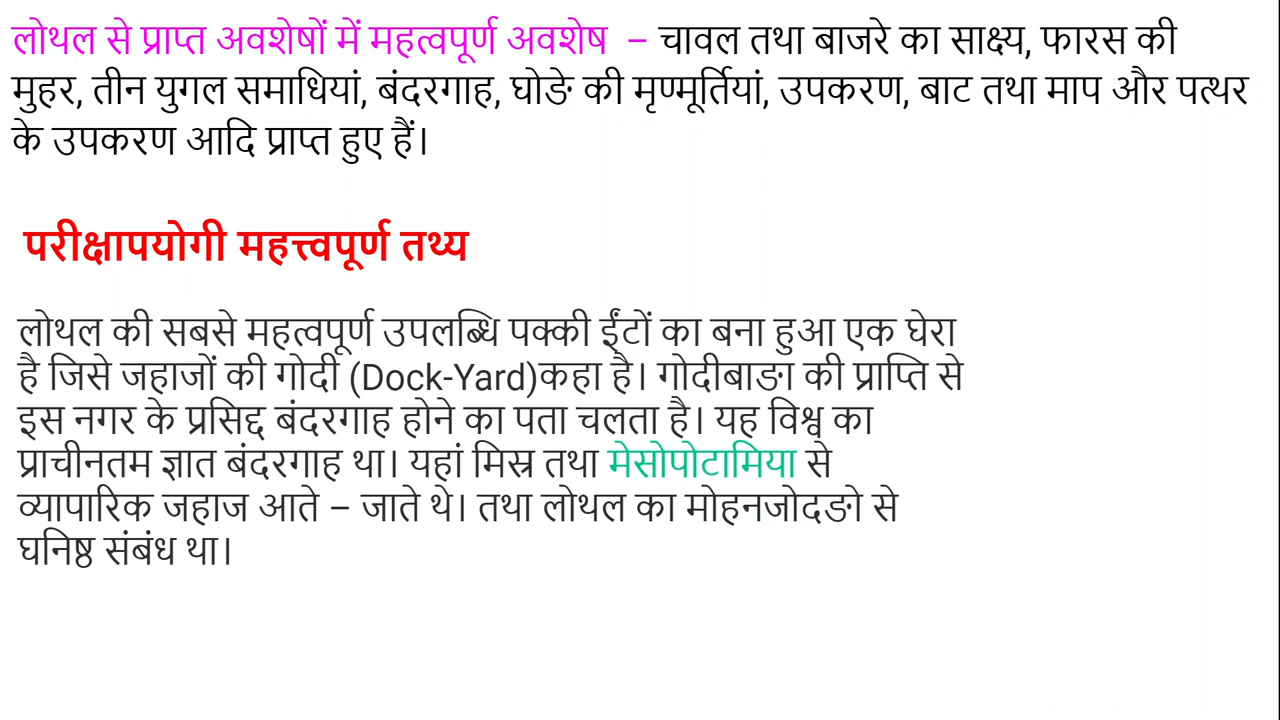 लोथल से प्राप्त अवशेषों में महत्वपूर्ण अवशेष – चावल तथा बाजरे का साक्ष्य, फारस की
मुहर, तीन युगल समाधियां, बंदरगाह, घोङे की मृण्मूर्तियां, उपकरण, बाट तथा माप और पत्थर
के उपकरण आदि प्राप्त हुए हैं।
परीक्षापयोगी महत्त्वपूर्ण तथ्य
लोथल की सबसे महत्वपूर्ण उपलब्धि पक्की ईंटों का बना हुआ एक घेरा
है जिसे जहाजों की गोदी (Dock-Yard)कहा है। गोदीबाङा की प्राप्ति से
इस नगर के प्रसिद्द बंदरगाह होने का पता चलता है। यह विश्व का
प्राचीनतम ज्ञात बंदरगाह था। यहां मिस्र तथा मेसोपोटामिया से
व्यापारिक जहाज आते – जाते थे। तथा लोथल का मोहनजोदङो से
घनिष्ठ संबंध था।